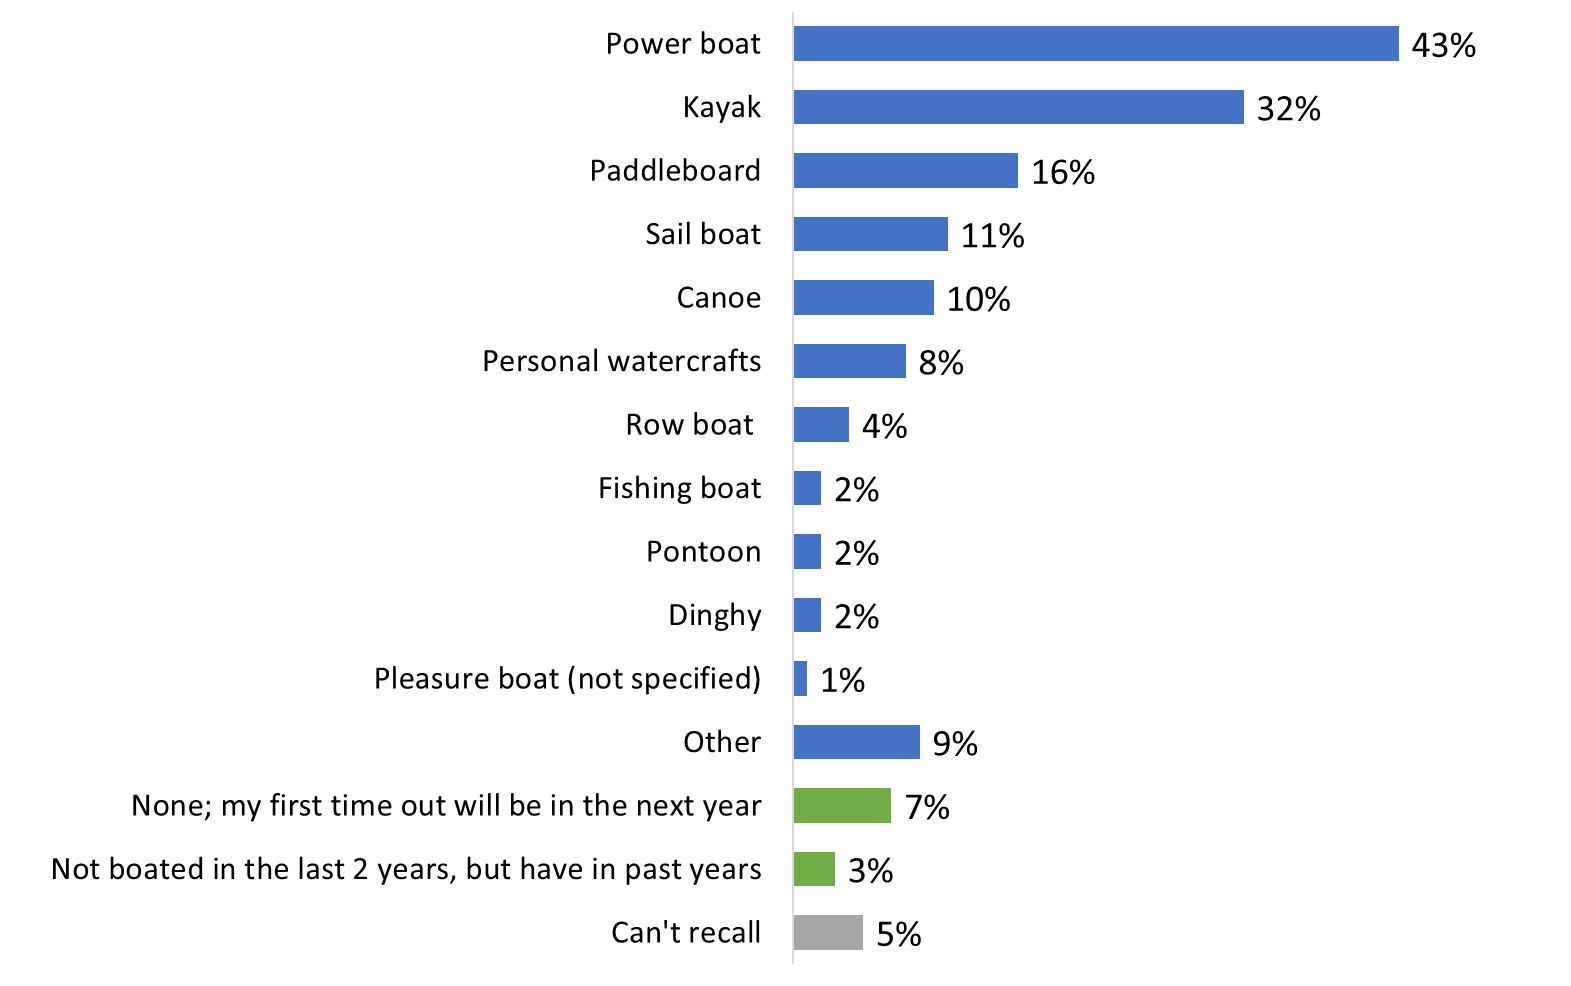 Power boat 43%
Kayak 32%
Paddleboard 16%
Sail boat 11%
Canoe 10%
Personal watercrafts 8%
Row boat 4%
Fishing boat 2%
Pontoon 2%
Dinghy 2%
Pleasure boat (not specified) 1%
Other 9%
None; my first time out will be in the next year 7%
Not boated in the last 2 years, but have in past years 3%
Can't recall 5%